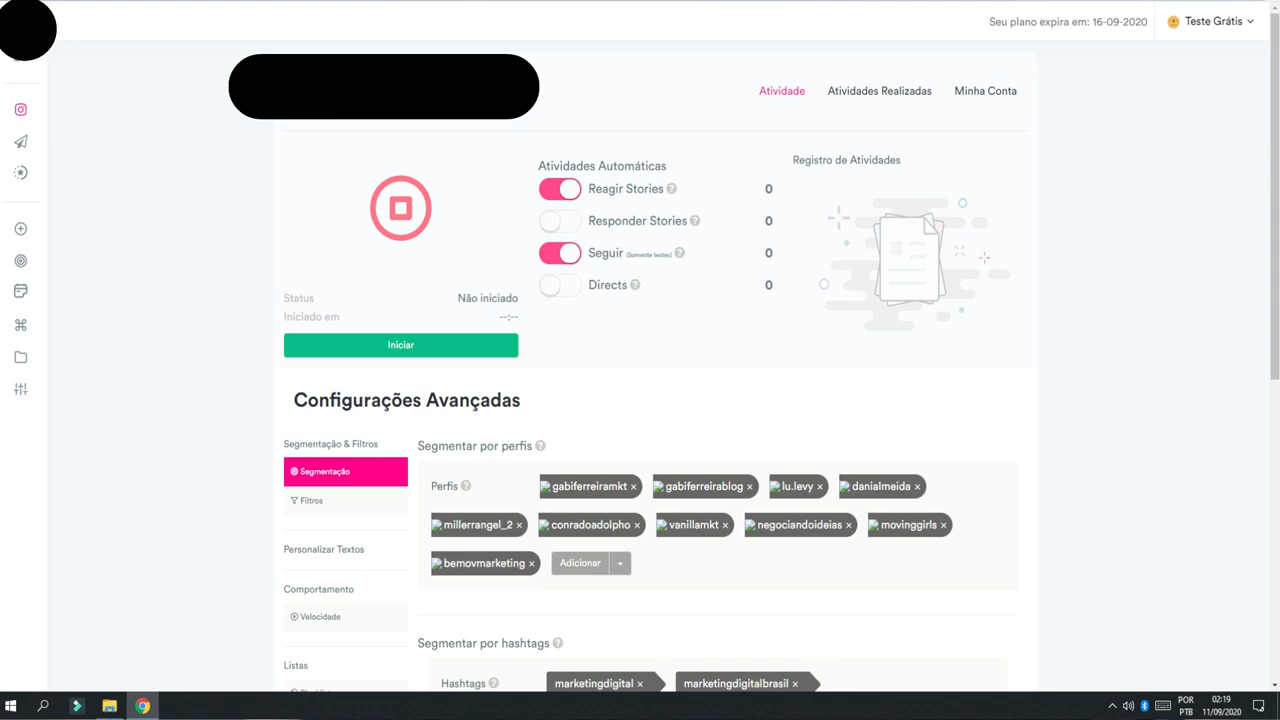 Seu plano expira em: 16-09-2020
Teste Grátis
Atividade
Atividades Realizadas
Minha Conta
Atividades Automáticas
Registro de Atividades
Reagir Stories
0
Responder Stories
0
Seguir (Somente testes)
0
Directs
0
Status
Não iniciado
Iniciado em
--:--
Iniciar
Configurações Avançadas
Segmentação & Filtros
Segmentação
Filtros
Personalizar Textos
Comportamento
Velocidade
Listas
Segmentar por perfis
Perfis
gabiferreiramkt ×
gabiferreirablog ×
lu.levy ×
danialmeida ×
millerrangel_2 ×
conradoadolpho ×
vanillamkt ×
negociandoideias ×
movinggirls ×
bemovmarketing ×
Adicionar
Segmentar por hashtags
Hashtags
marketingdigital ×
marketingdigitalbrasil ×
POR
PTB
02:19
11/09/2020